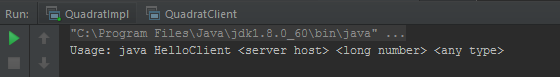 Run: QuadratImpl QuadratClient
"C:\Program Files\Java\jdk1.8.0_60\bin\java" ...
Usage: java HelloClient <server host> <long number> <any type>